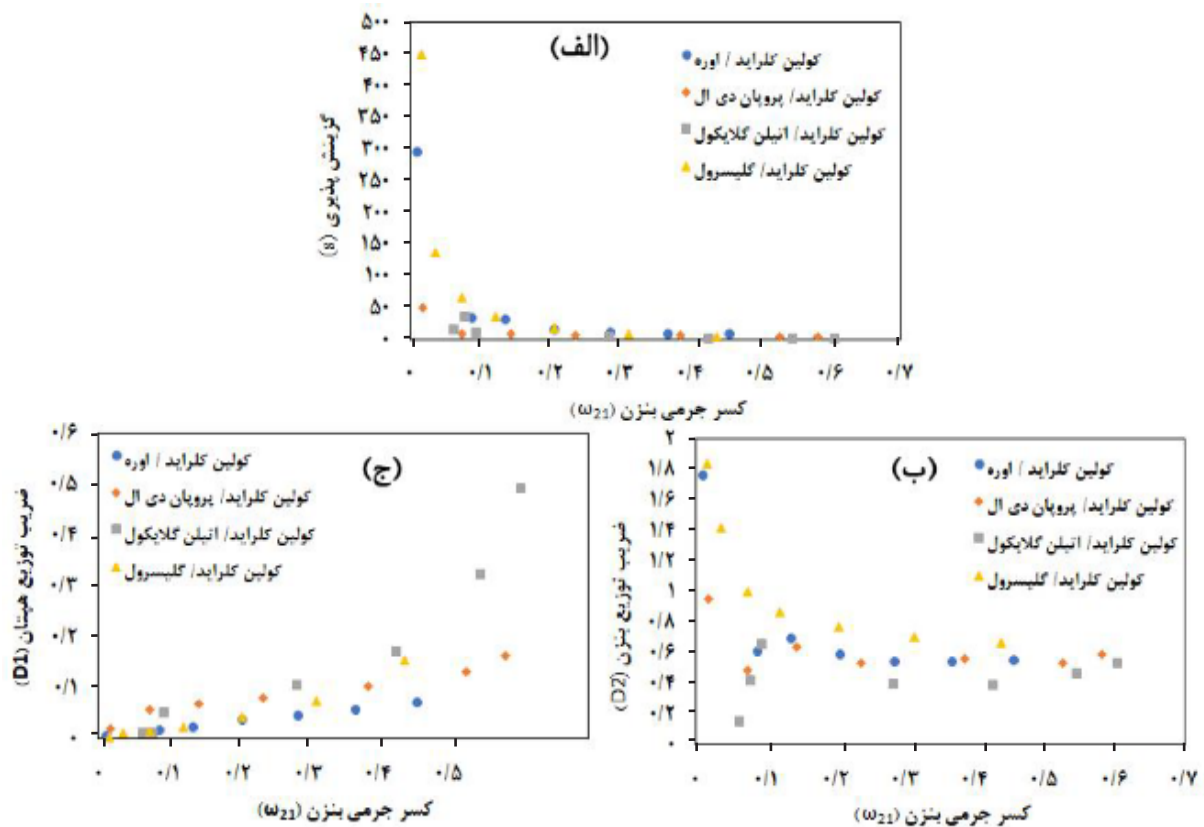 (الف)
۵۰۰
۴۵۰
۴۰۰
۳۵۰
۳۰۰
۲۵۰
۲۰۰
۱۵۰
۱۰۰
۵۰
۰
گزینش پذیری (s)
کولین کلراید / اوره
کولین کلراید/ پروپان دی ال
کولین کلراید/ اتیلن گلایکول
کولین کلراید/ گلیسرول
۰ ۰/۱ ۰/۲ ۰/۳ ۰/۴ ۰/۵ ۰/۶ ۰/۷
کسر جرمی بنزن (ω21)
(ب)
۲
۱/۸
۱/۶
۱/۴
۱/۲
۱
۰/۸
۰/۶
۰/۴
۰/۲
۰
ضریب توزیع بنزن (D2)
کولین کلراید / اوره
کولین کلراید/ پروپان دی ال
کولین کلراید/ اتیلن گلایکول
کولین کلراید/ گلیسرول
۰ ۰/۱ ۰/۲ ۰/۳ ۰/۴ ۰/۵ ۰/۶ ۰/۷
کسر جرمی بنزن (ω21)
(ج)
۰/۶
۰/۵
۰/۴
۰/۳
۰/۲
۰/۱
۰
ضریب توزیع هپتان (D1)
کولین کلراید / اوره
کولین کلراید/ پروپان دی ال
کولین کلراید/ اتیلن گلایکول
کولین کلراید/ گلیسرول
۰ ۰/۱ ۰/۲ ۰/۳ ۰/۴ ۰/۵
کسر جرمی بنزن (ω21)